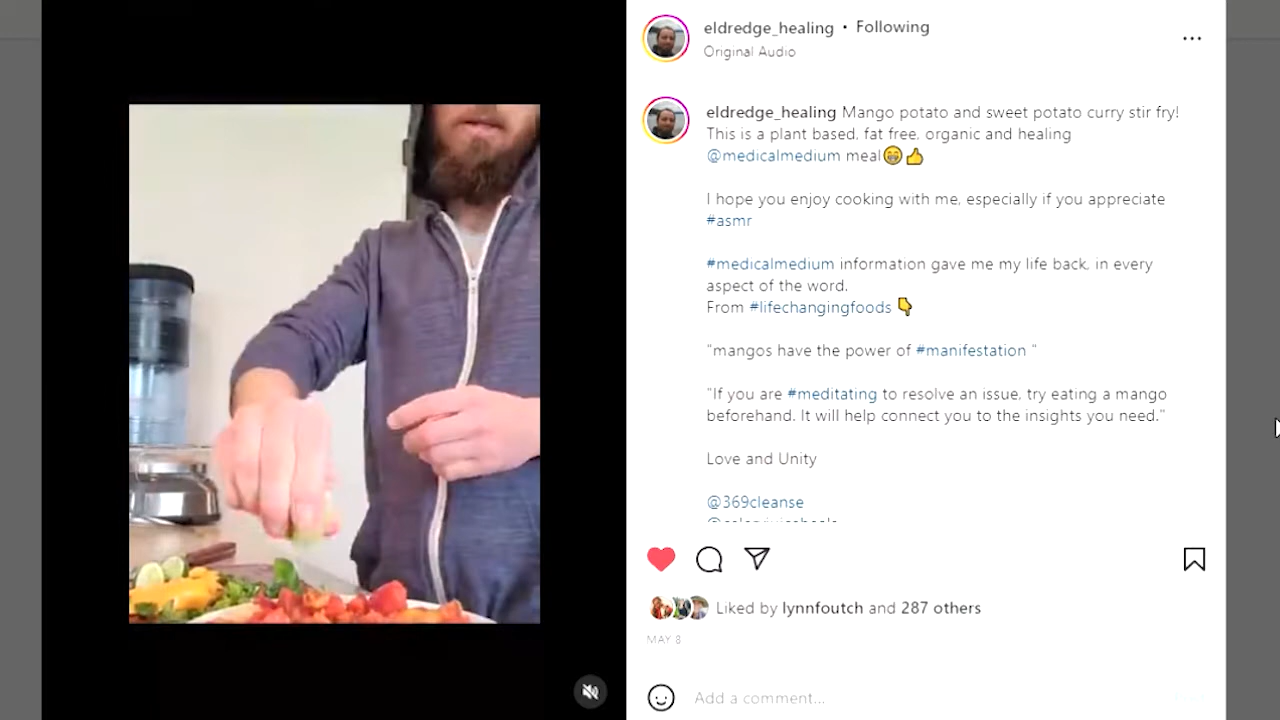 eldredge_healing • Following
Original Audio
eldredge_healing Mango potato and sweet potato curry stir fry!
This is a plant based, fat free, organic and healing
@medicalmedium meal😁👍
I hope you enjoy cooking with me, especially if you appreciate
#asmr
#medicalmedium information gave me my life back, in every
aspect of the word.
From #lifechangingfoods 👇
"mangos have the power of #manifestation "
"If you are #meditating to resolve an issue, try eating a mango
beforehand. It will help connect you to the insights you need."
Love and Unity
@369cleanse
Liked by lynnfoutch and 287 others
MAY 8
Add a comment...